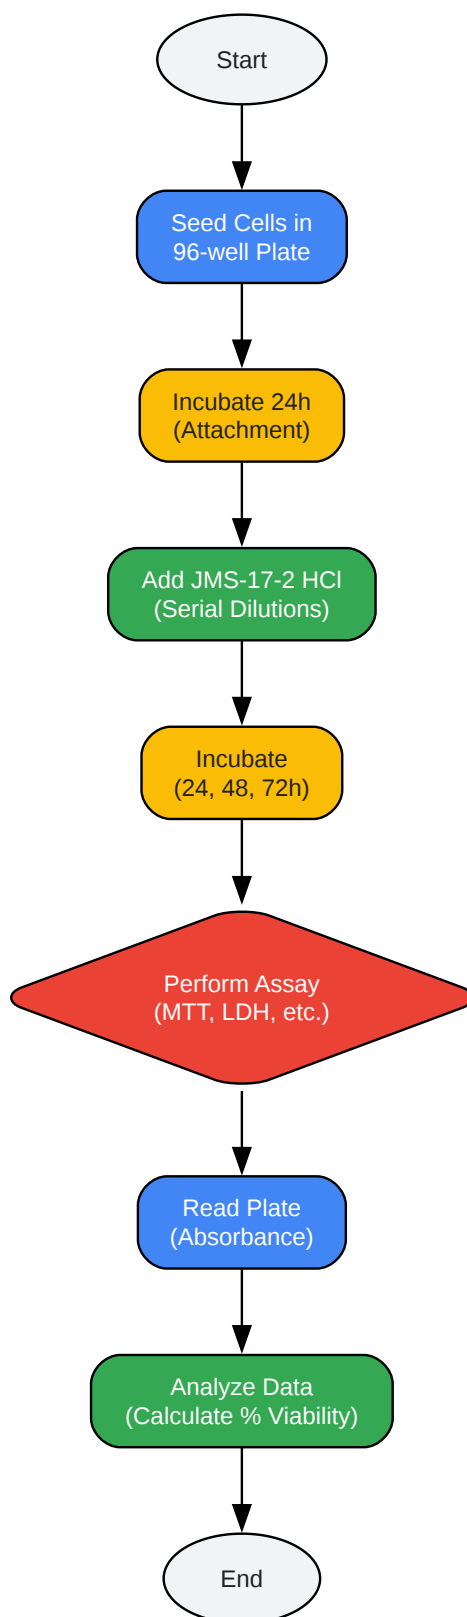 Start
Seed Cells in
96-well Plate
Incubate 24h
(Attachment)
Add JMS-17-2 HCl
(Serial Dilutions)
Incubate
(24, 48, 72h)
Perform Assay
(MTT, LDH, etc.)
Read Plate
(Absorbance)
Analyze Data
(Calculate % Viability)
End